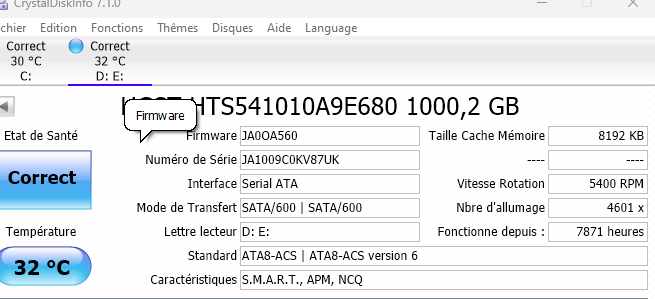 CrystalDiskInfo 7.1.0
chier Edition Fonctions Thèmes Disques Aide Language
Correct Correct
30 °C 32 °C
C: D: E:
HTS541010A9E680 1000,2 GB
Firmware
Etat de Santé Firmware JA0OA560 Taille Cache Mémoire 8192 KB
Numéro de Série JA1009C0KV87UK ---- ----
Correct Interface Serial ATA Vitesse Rotation 5400 RPM
Mode de Transfert SATA/600 | SATA/600 Nbre d'allumage 4601 x
Température Lettre lecteur D: E: Fonctionne depuis : 7871 heures
Standard ATA8-ACS | ATA8-ACS version 6
32 °C Caractéristiques S.M.A.R.T., APM, NCQ